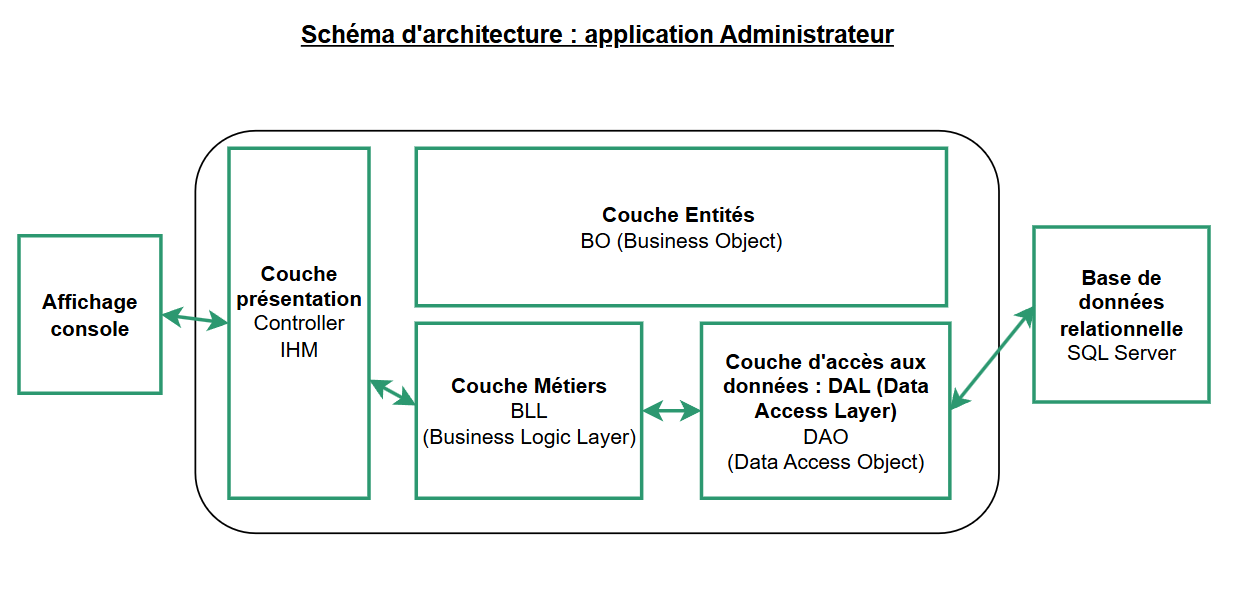 Schéma d'architecture : application Administrateur
Affichage
console
Couche
présentation
Controller
IHM
Couche Entités
BO (Business Object)
Couche Métiers
BLL
(Business Logic Layer)
Couche d'accès aux
données : DAL (Data
Access Layer)
DAO
(Data Access Object)
Base de
données
relationnelle
SQL Server